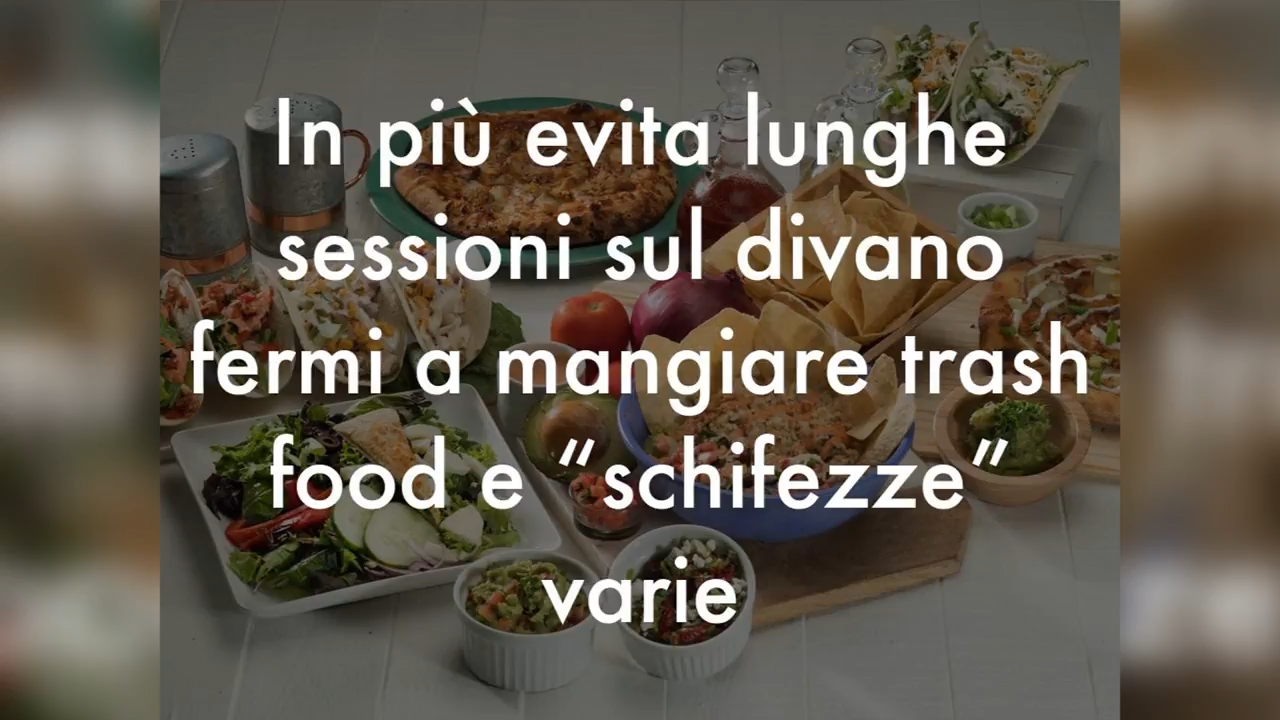 In più evita lunghe
sessioni sul divano
fermi a mangiare trash
food e “schifezze”
varie